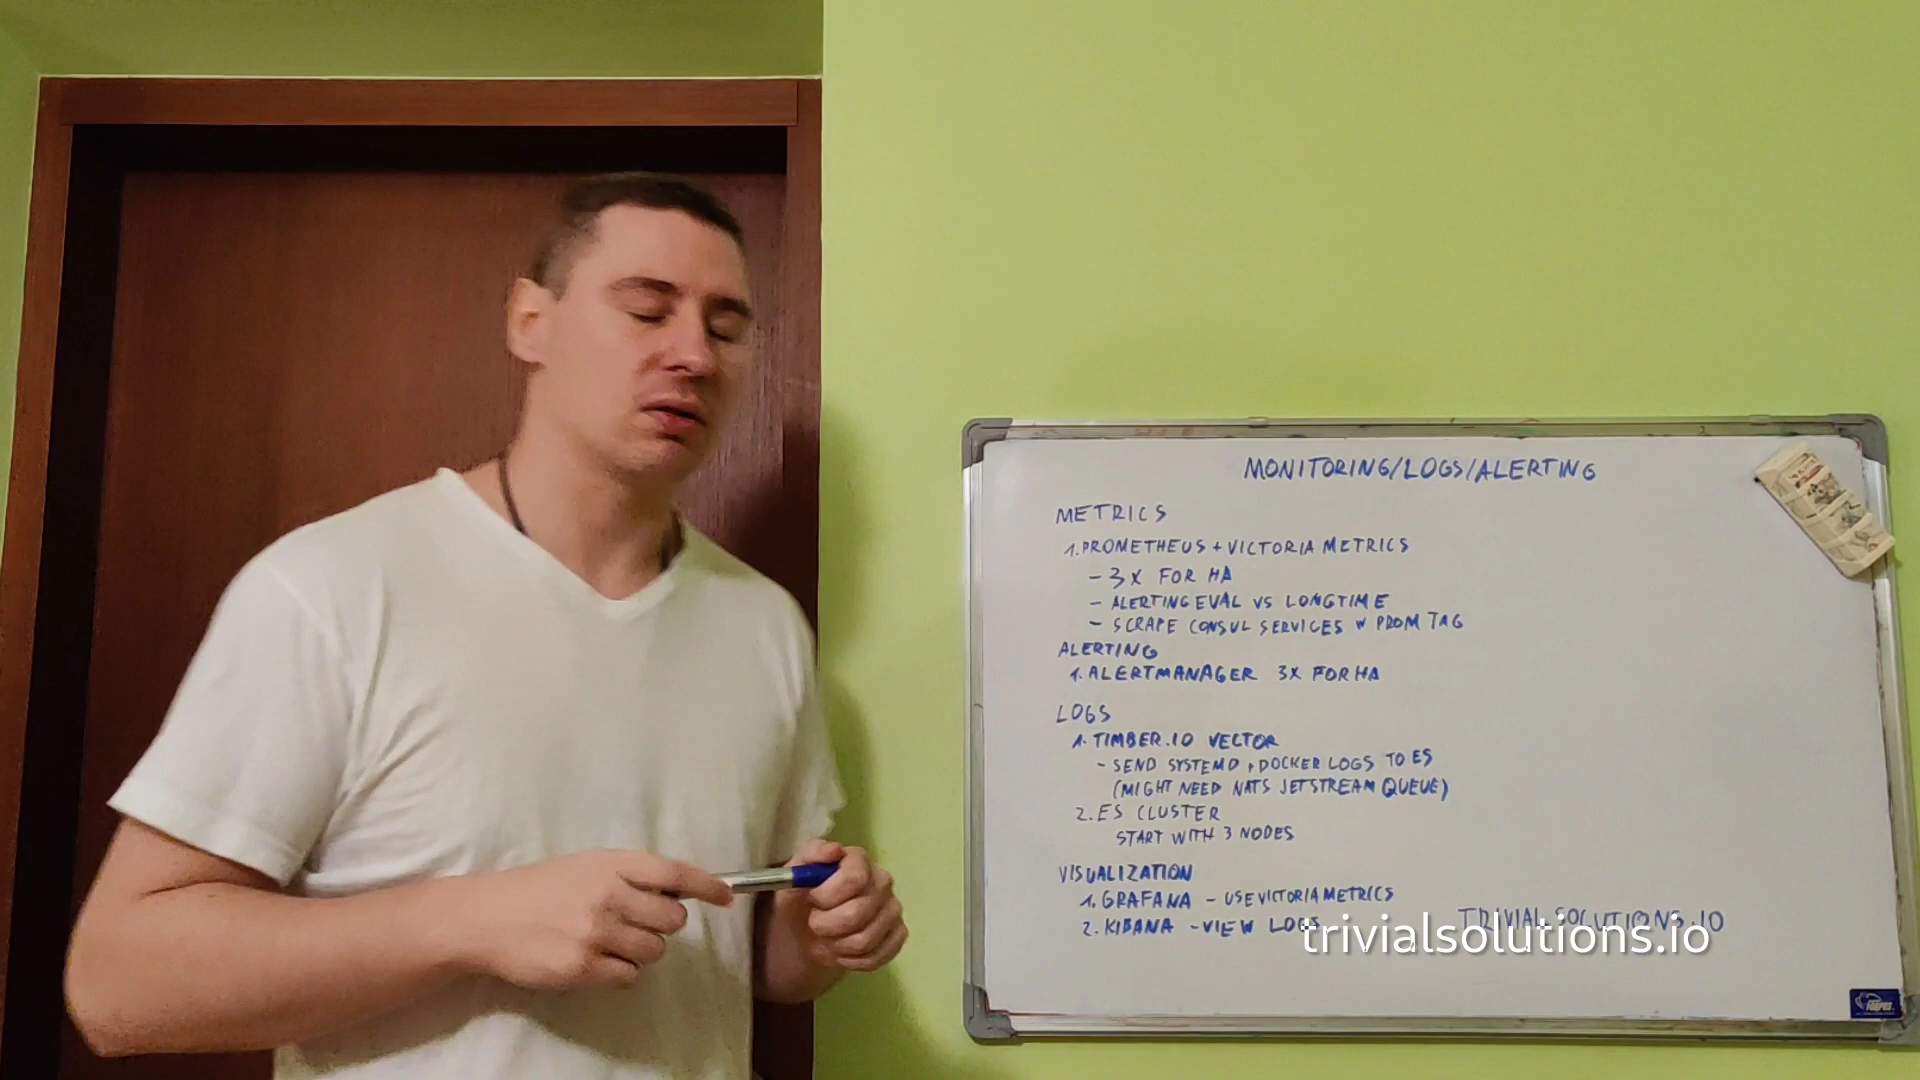 MONITORING/LOGS/ALERTING
METRICS
1. PROMETHEUS + VICTORIA METRICS
- 3X FOR HA
- ALERTING EVAL VS LONGTIME
- SCRAPE CONSUL SERVICES W PROM TAG
ALERTING
1. ALERTMANAGER 3X FOR HA
LOGS
1. TIMBER.IO VECTOR
- SEND SYSTEMD + DOCKER LOGS TO ES
(MIGHT NEED NATS JETSTREAM QUEUE)
2. ES CLUSTER
START WITH 3 NODES
VISUALIZATION
1. GRAFANA - USE VICTORIA METRICS
2. KIBANA - VIEW LOGS
TRIVIALSOLUTIONS.IO
trivialsolutions.io